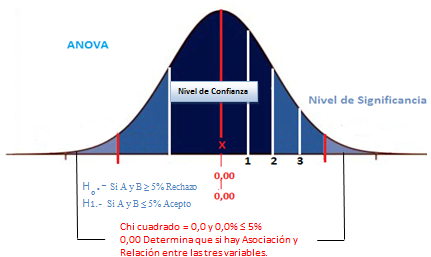 ANOVA
Nivel de Confianza
Nivel de Significancia
X
1 2 3
0,00
0,00
Ho.- Si A y B ≥ 5% Rechazo
H1.- Si A y B ≤ 5% Acepto
Chi cuadrado = 0,0 y 0,0% ≤ 5%
0,00 Determina que si hay Asociación y
Relación entre las tres variables.